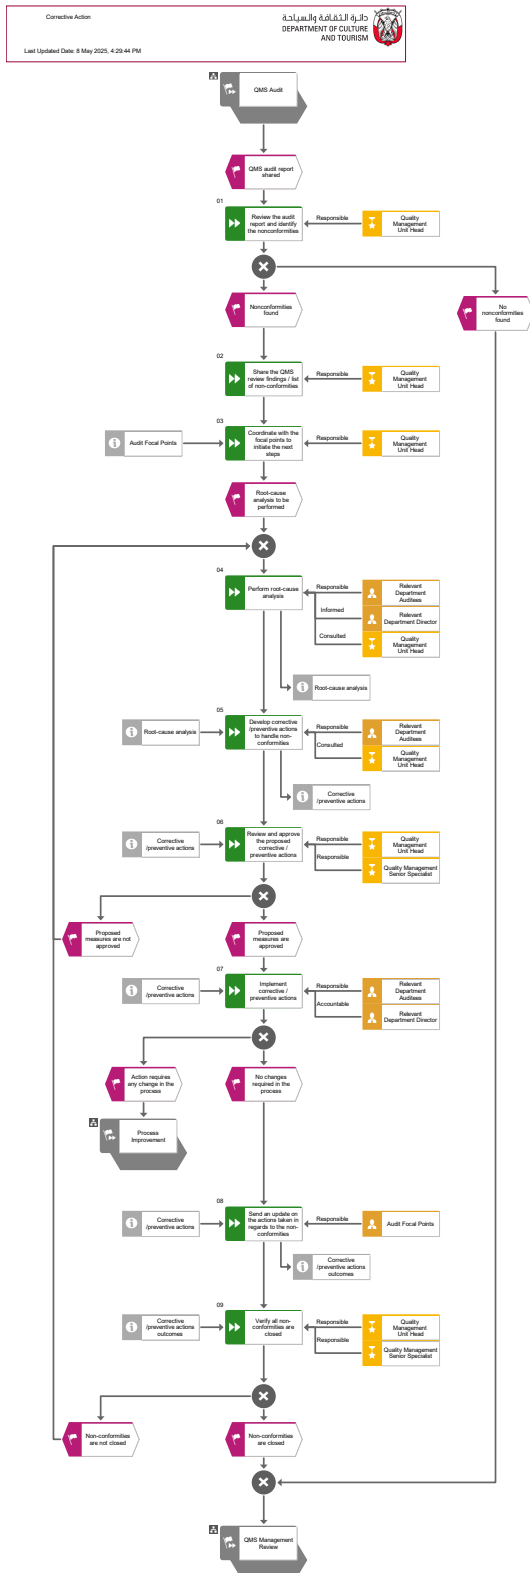 Corrective Action
دائرة الثقافة والسياحة
DEPARTMENT OF CULTURE
AND TOURISM
Last Updated Date: 8 May 2025, 4:29:44 PM
QMS Audit
QMS audit report
shared
01
Review the audit
report and identify
the nonconformities
Responsible
Quality
Management
Unit Head
Nonconformities
found
No
nonconformities
found
02
Share the QMS
review findings / list
of non-conformities
Responsible
Quality
Management
Unit Head
03
Audit Focal Points
Coordinate with the
focal points to
initiate the next
steps
Responsible
Quality
Management
Unit Head
Root-cause
analysis to be
performed
04
Perform root-cause
analysis
Responsible
Relevant
Department
Auditees
Informed
Relevant
Department Director
Consulted
Quality
Management
Unit Head
Root-cause analysis
05
Root-cause analysis
Develop corrective
/preventive actions
to handle non-
conformities
Responsible
Relevant
Department
Auditees
Consulted
Quality
Management
Unit Head
Corrective
/preventive actions
06
Corrective
/preventive actions
Review and approve
the proposed
corrective /
preventive actions
Responsible
Quality
Management
Unit Head
Responsible
Quality Management
Senior Specialist
Proposed
measures are not
approved
Proposed
measures are
approved
07
Corrective
/preventive actions
Implement
corrective /
preventive actions
Responsible
Relevant
Department
Auditees
Accountable
Relevant
Department Director
Action requires
any change in the
process
No changes
required in the
process
Process
Improvement
08
Corrective
/preventive actions
Send an update on
the actions taken in
regards to the non-
conformities
Responsible
Audit Focal Points
Corrective
/preventive actions
outcomes
09
Corrective
/preventive actions
outcomes
Verify all non-
conformities are
closed
Responsible
Quality
Management
Unit Head
Responsible
Quality Management
Senior Specialist
Non-conformities
are not closed
Non-conformities
are closed
QMS Management
Review